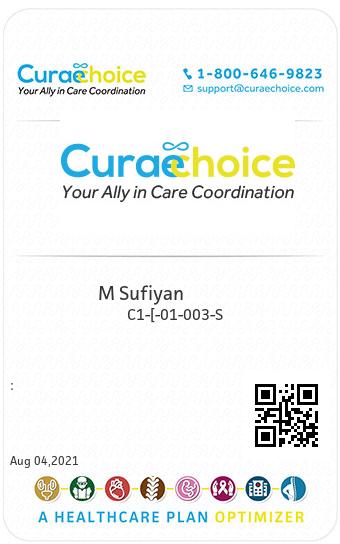 Curaechoice
Your Ally in Care Coordination
1-800-646-9823
support@curaechoice.com
Curaechoice
Your Ally in Care Coordination
M Sufiyan
C1-[-01-003-S
:
Aug 04,2021
A HEALTHCARE PLAN OPTIMIZER